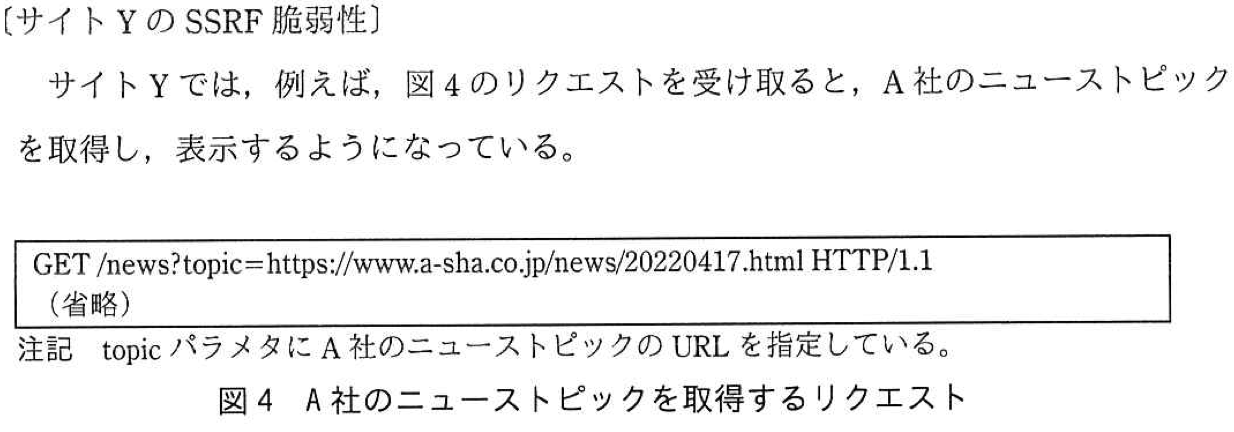 〔サイト Y の SSRF 脆弱性〕
サイト Y では，例えば，図 4 のリクエストを受け取ると，A 社のニューストピック
を取得し，表示するようになっている。
GET /news?topic=https://www.a-sha.co.jp/news/20220417.html HTTP/1.1
（省略）
注記　topic パラメタに A 社のニューストピックの URL を指定している。
図 4　A 社のニューストピックを取得するリクエスト